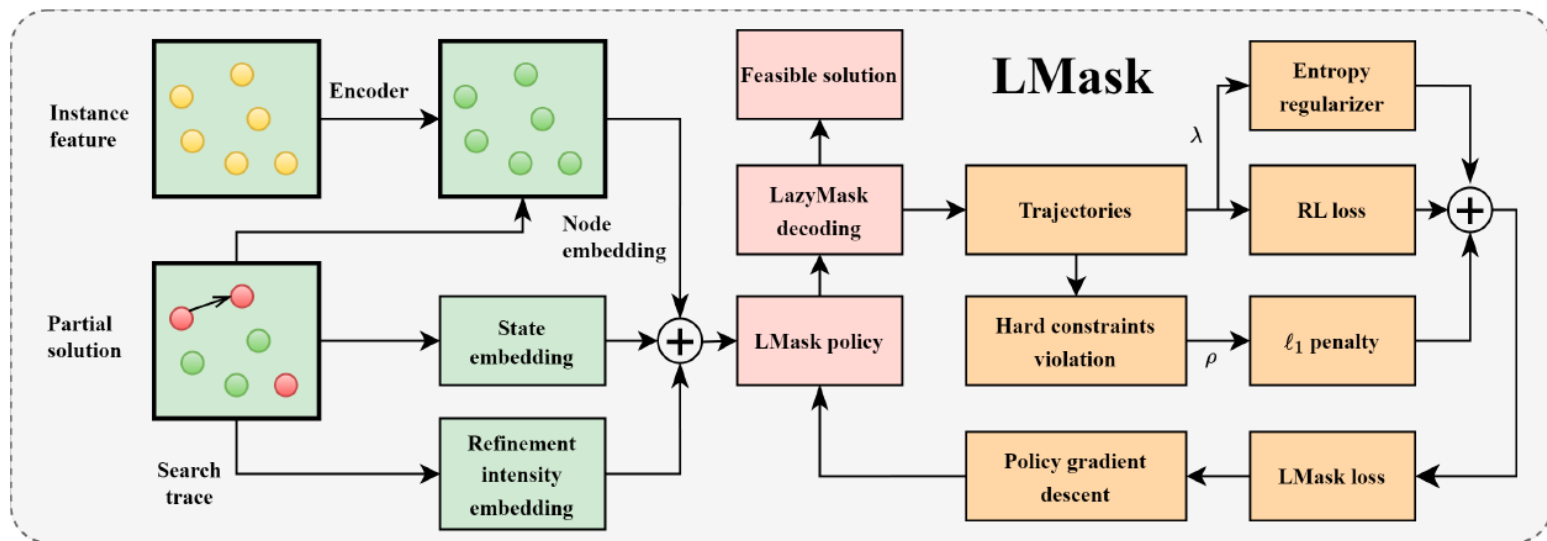 LMask
Instance
feature
Encoder
Node
embedding
Partial
solution
Search
trace
State
embedding
Refinement
intensity
embedding
+
Feasible solution
LazyMask
decoding
LMask policy
Trajectories
Hard constraints
violation
λ
ρ
Entropy
regularizer
RL loss
ℓ1 penalty
+
LMask loss
Policy gradient
descent